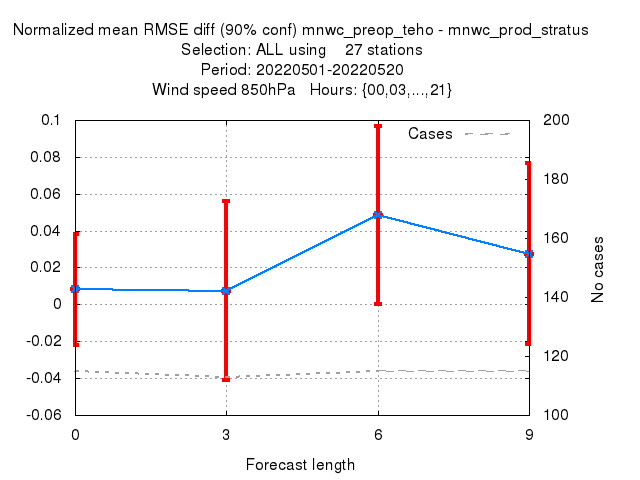 Normalized mean RMSE diff (90% conf) mnwc_preop_teho - mnwc_prod_stratus
Selection: ALL using    27 stations
Period: 20220501-20220520
Wind speed 850hPa   Hours: {00,03,...,21}
0.1
0.08
0.06
0.04
0.02
0
-0.02
-0.04
-0.06
Cases
200
180
160
140
120
100
No cases
0 3 6 9
Forecast length